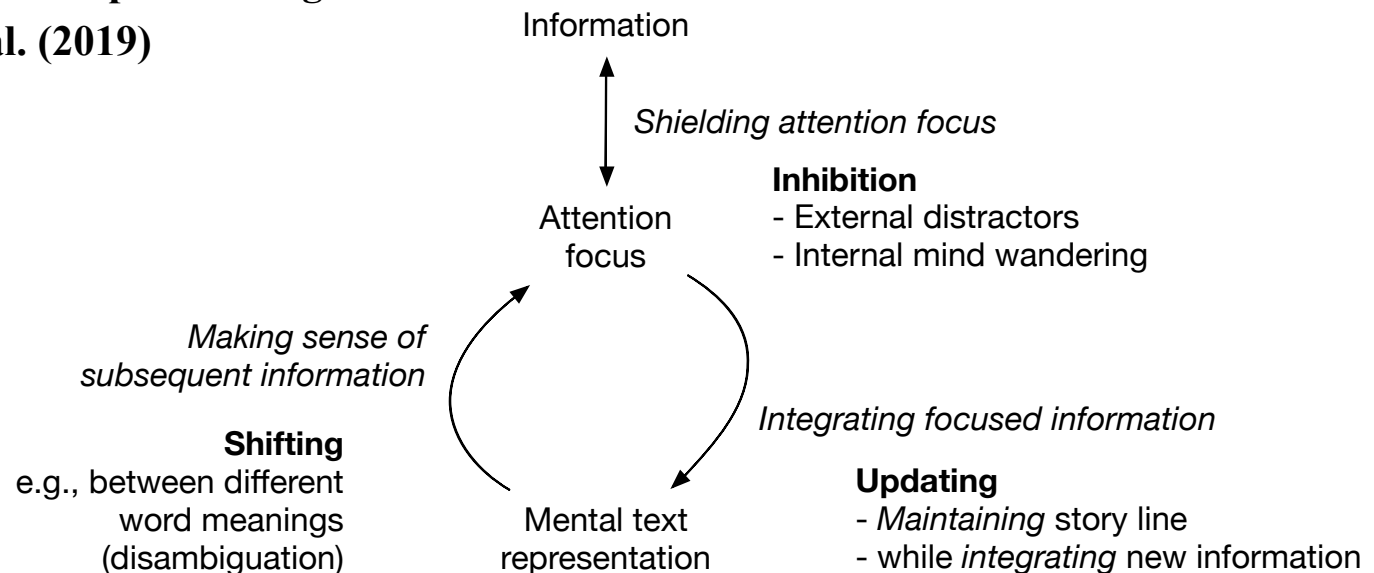 al. (2019)
Information
Shielding attention focus
Inhibition
- External distractors
- Internal mind wandering
Attention
focus
Making sense of
subsequent information
Integrating focused information
Shifting
e.g., between different
word meanings
(disambiguation)
Mental text
representation
Updating
- Maintaining story line
- while integrating new information